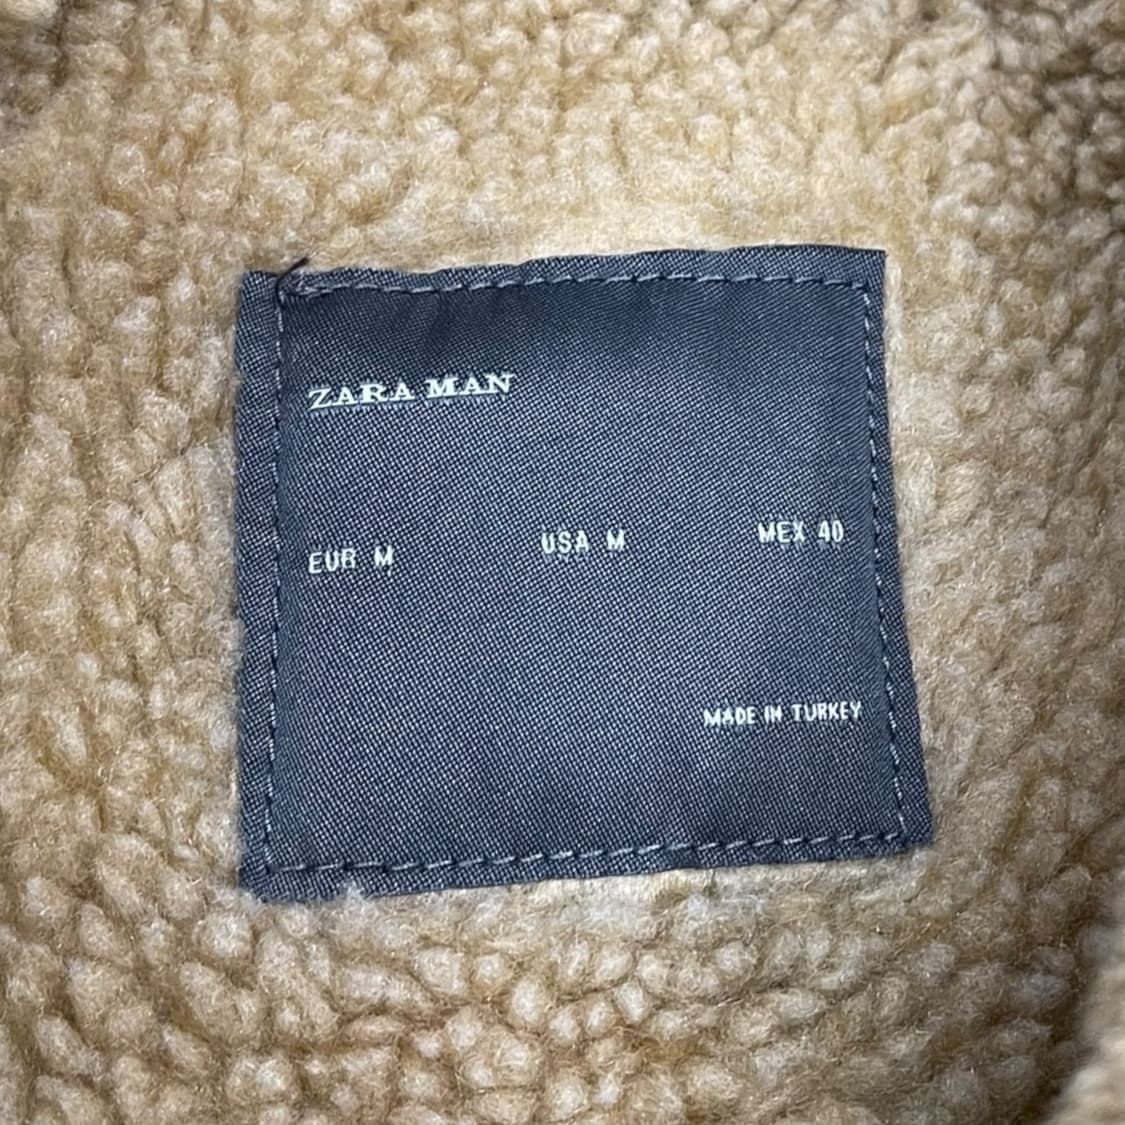 ZARA MAN
EUR M USA M MEX 40
MADE IN TURKEY